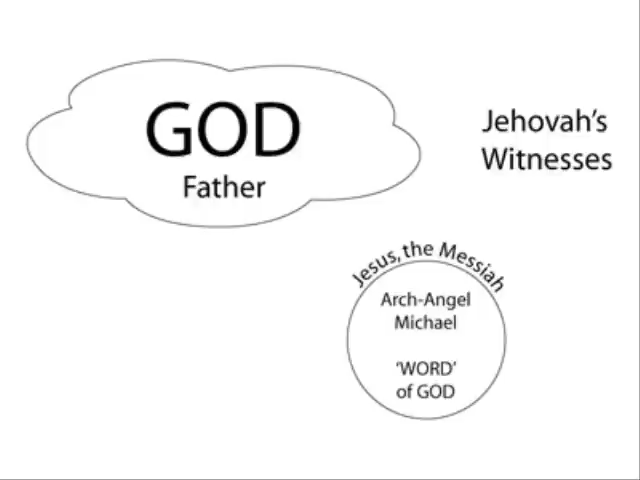 GOD
Father
Jehovah's
Witnesses
Jesus, the Messiah
Arch-Angel
Michael
'WORD'
of GOD